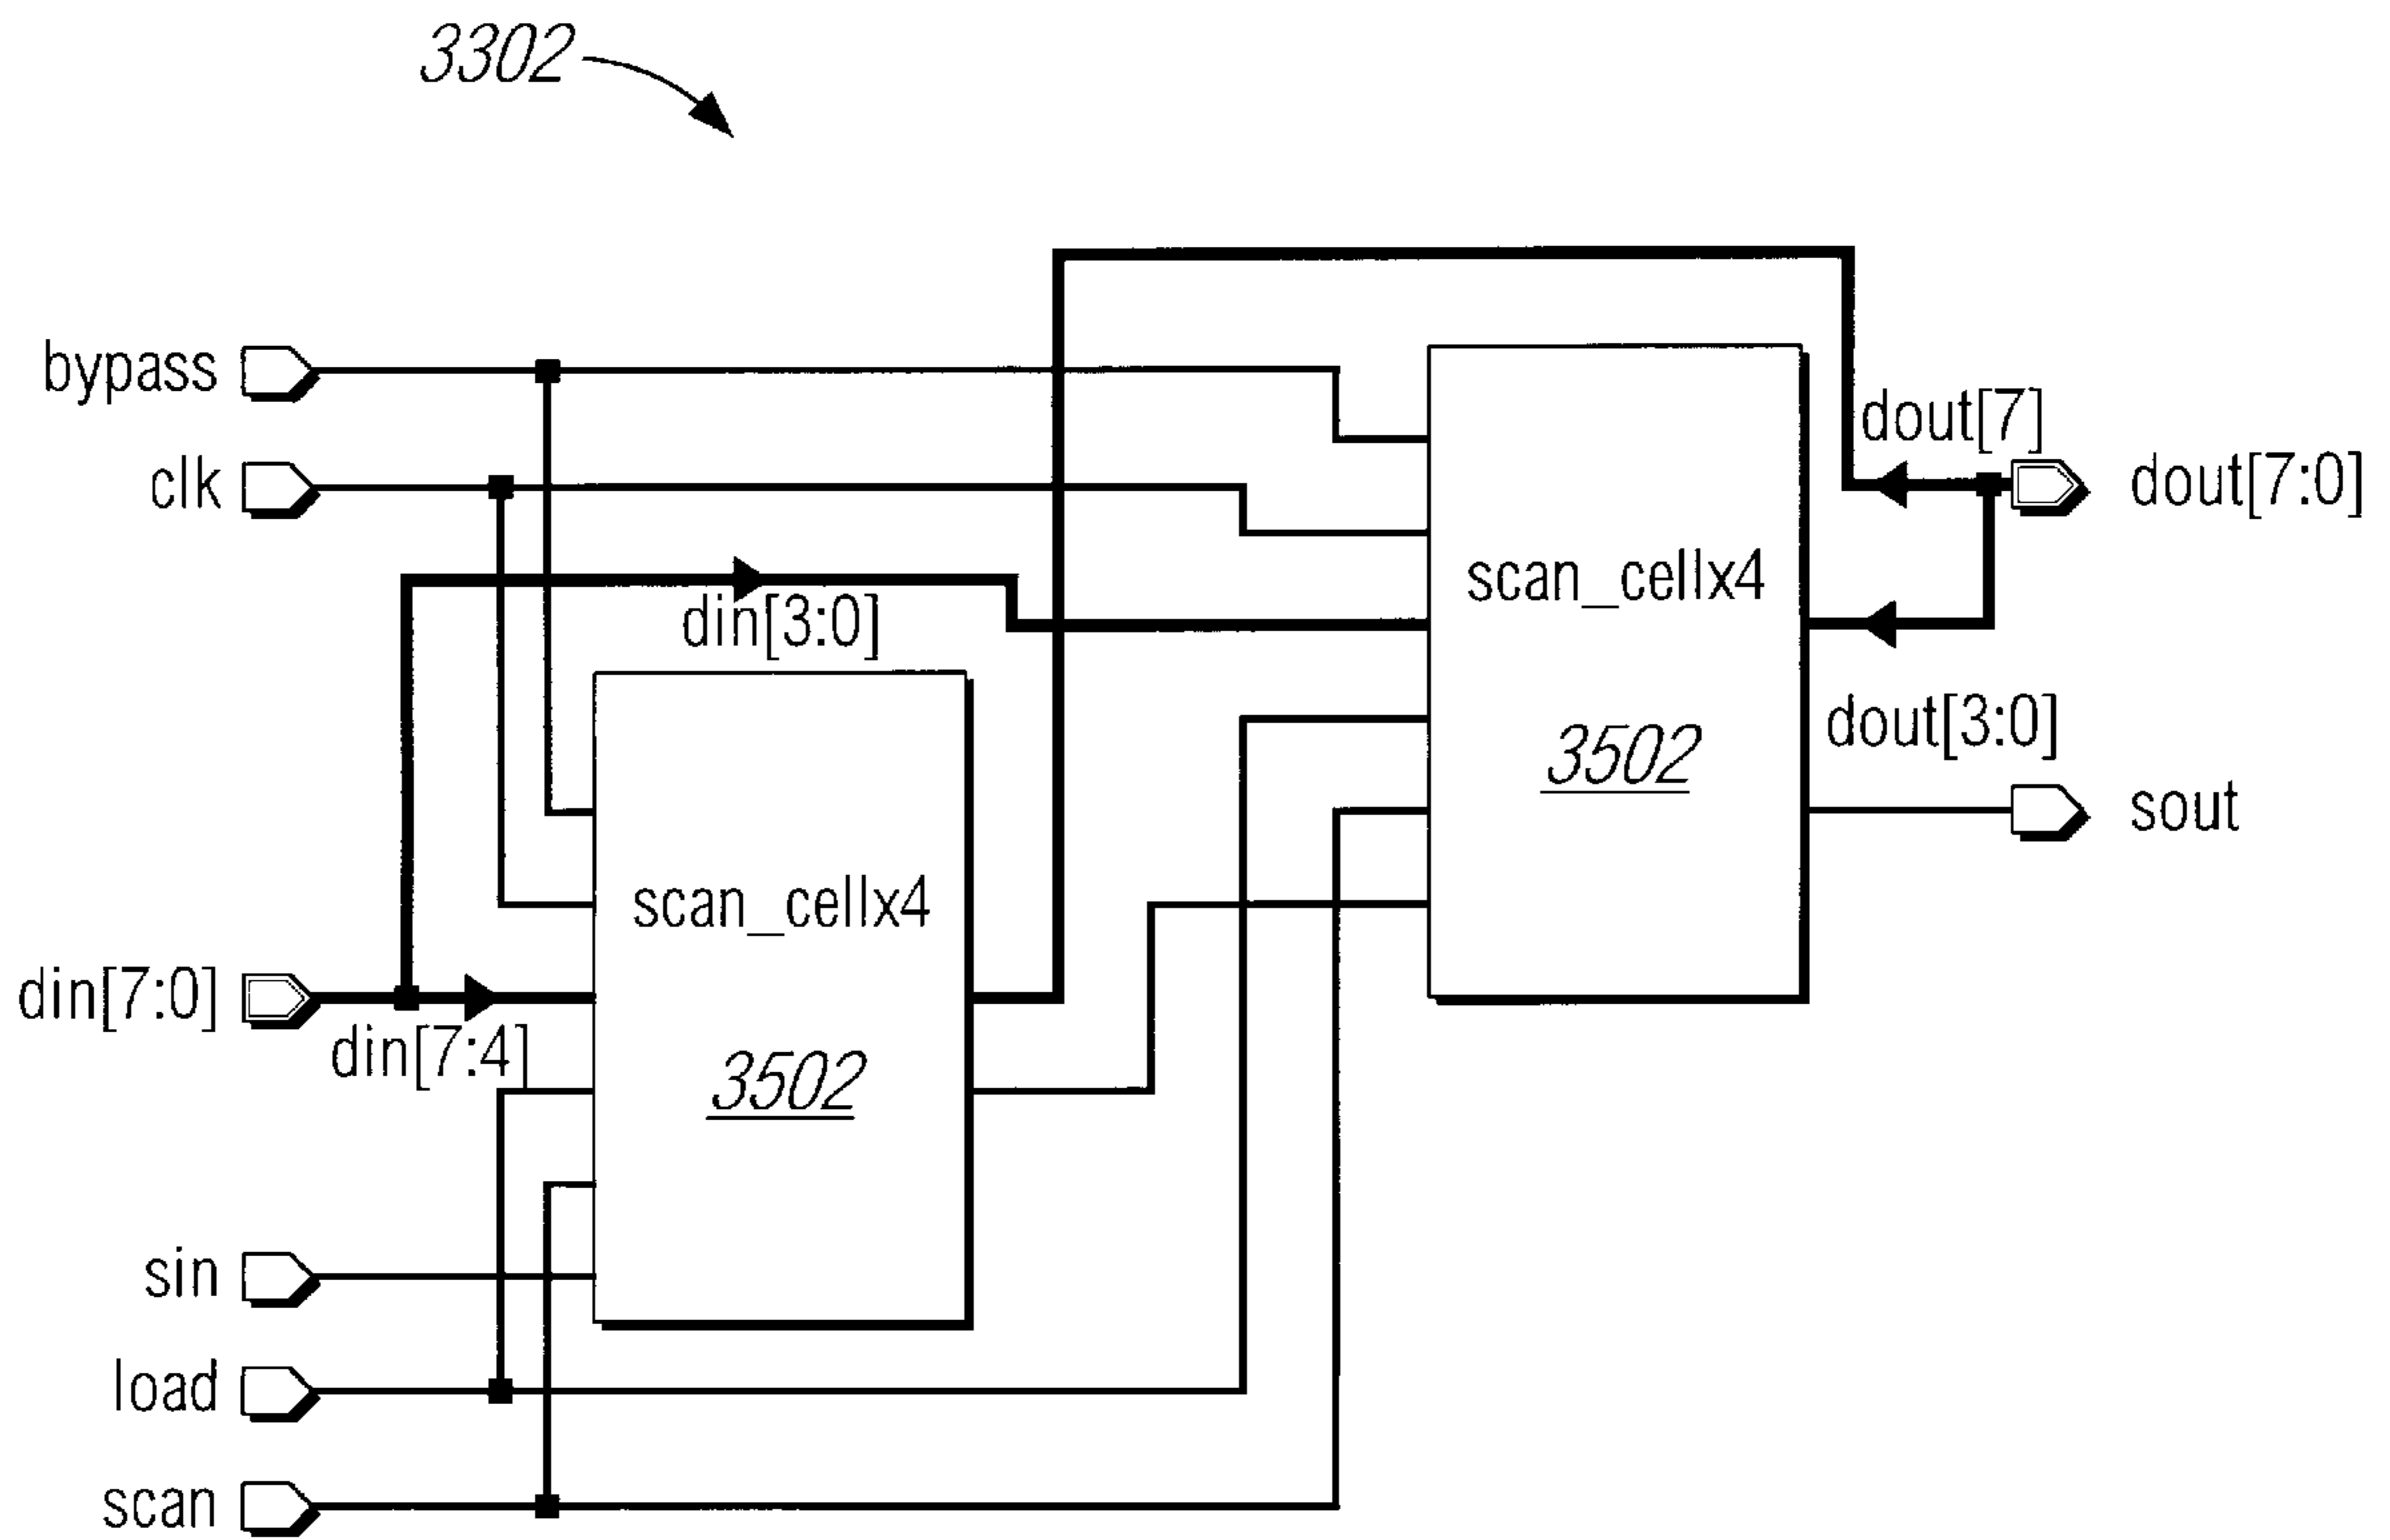 3302
bypass
clk
din[3:0]
dout[7]
dout[7:0]
scan_cellx4
3502
dout[3:0]
sout
scan_cellx4
3502
din[7:0]
din[7:4]
sin
load
scan